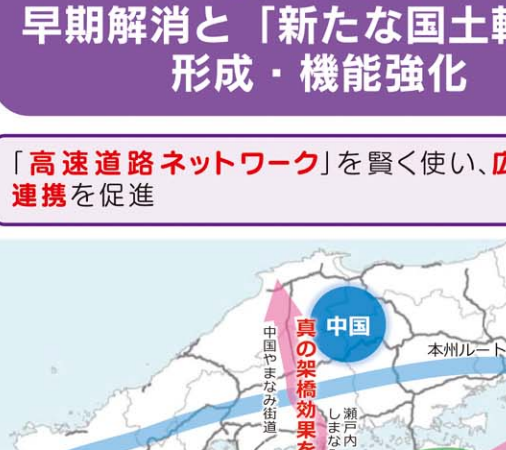 早期解消と「新たな国土軸
形成・機能強化
「高速道路ネットワーク」を賢く使い、広
連携を促進
中国
本州ルート
中国やまなみ街道
真の架橋効果を
瀬戸内
しまな